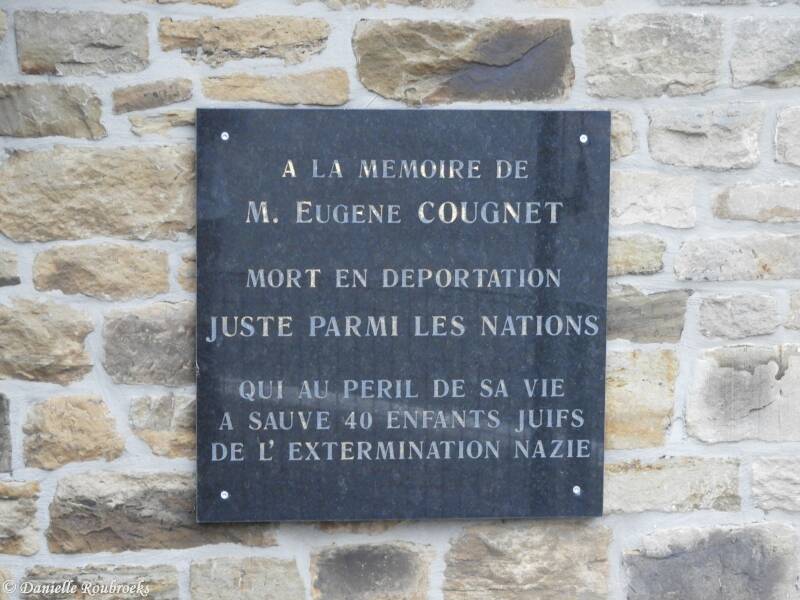 A LA MEMOIRE DE
M. EUGENE COUGNET
MORT EN DEPORTATION
JUSTE PARMI LES NATIONS
QUI AU PERIL DE SA VIE
A SAUVE 40 ENFANTS JUIFS
DE L'EXTERMINATION NAZIE
© Danielle Roubroeks